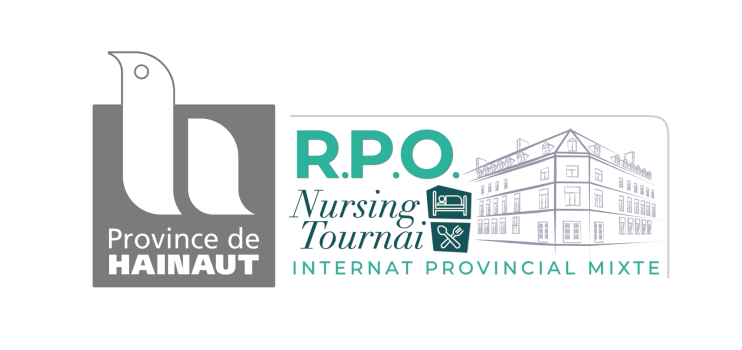 Province de
HAINAUT
R.P.O.
Nursing
Tournai
INTERNAT PROVINCIAL MIXTE